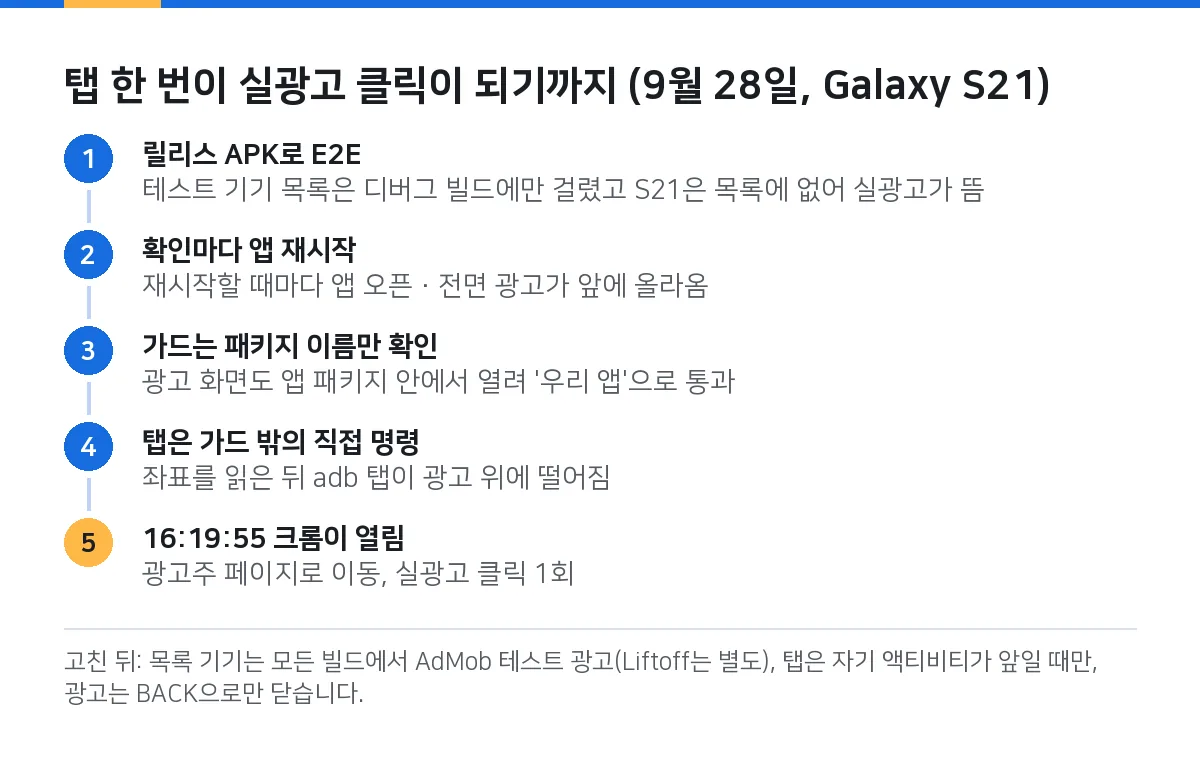 탭 한 번이 실광고 클릭이 되기까지 (9월 28일, Galaxy S21)
1
릴리스 APK로 E2E
테스트 기기 목록은 디버그 빌드에만 걸렸고 S21은 목록에 없어 실광고가 뜸
2
확인마다 앱 재시작
재시작할 때마다 앱 오픈 · 전면 광고가 앞에 올라옴
3
가드는 패키지 이름만 확인
광고 화면도 앱 패키지 안에서 열려 '우리 앱'으로 통과
4
탭은 가드 밖의 직접 명령
좌표를 읽은 뒤 adb 탭이 광고 위에 떨어짐
5
16:19:55 크롬이 열림
광고주 페이지로 이동, 실광고 클릭 1회
고친 뒤: 목록 기기는 모든 빌드에서 AdMob 테스트 광고(Liftoff는 별도), 탭은 자기 액티비티가 앞일 때만,
광고는 BACK으로만 닫습니다.